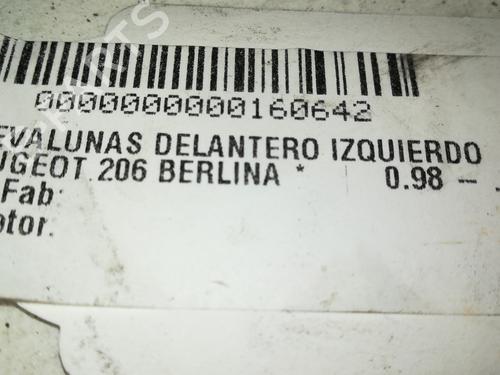 0000000000160642
EVALUNAS DELANTERO IZQUIERDO
UGEOT 206 BERLINA * 0.98 -- .
Fab:
otor.